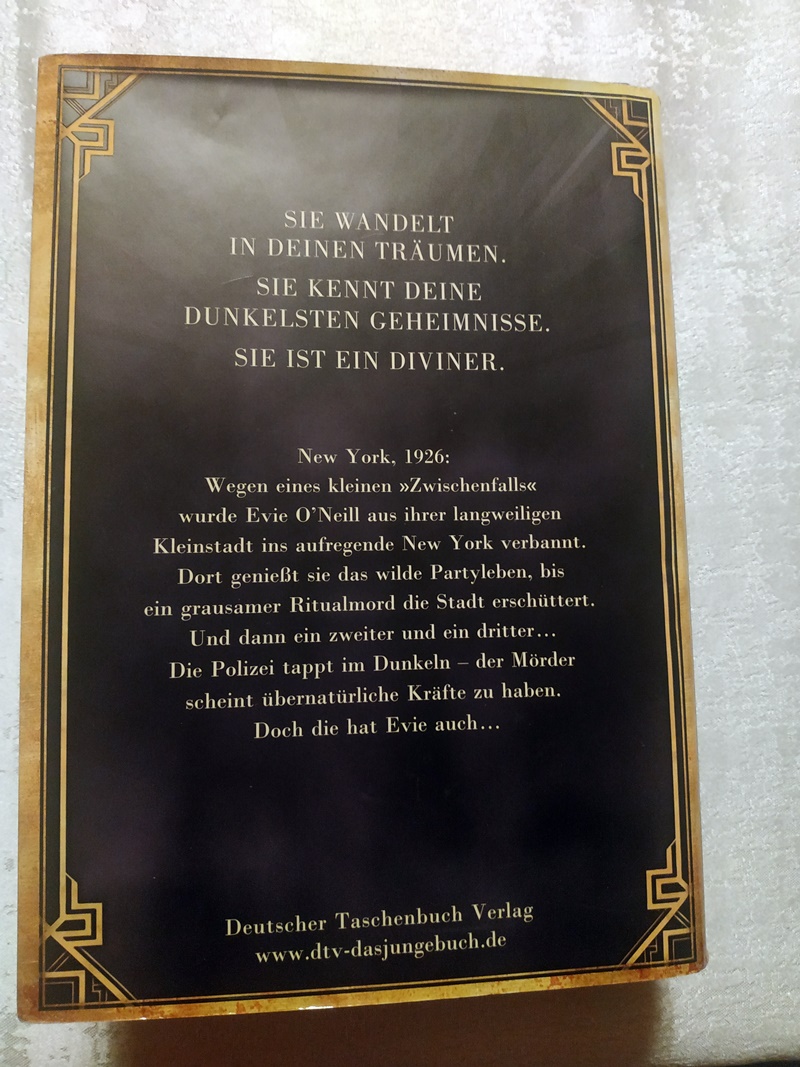 SIE WANDELT
IN DEINEN TRÄUMEN.
SIE KENNT DEINE
DUNKELSTEN GEHEIMNISSE.
SIE IST EIN DIVINER.
New York, 1926:
Wegen eines kleinen »Zwischenfalls«
wurde Evie O'Neill aus ihrer langweiligen
Kleinstadt ins aufregende New York verbannt.
Dort genießt sie das wilde Partyleben, bis
ein grausamer Ritualmord die Stadt erschüttert.
Und dann ein zweiter und ein dritter…
Die Polizei tappt im Dunkeln – der Mörder
scheint übernatürliche Kräfte zu haben.
Doch die hat Evie auch…
Deutscher Taschenbuch Verlag
www.dtv-dasjungebuch.de